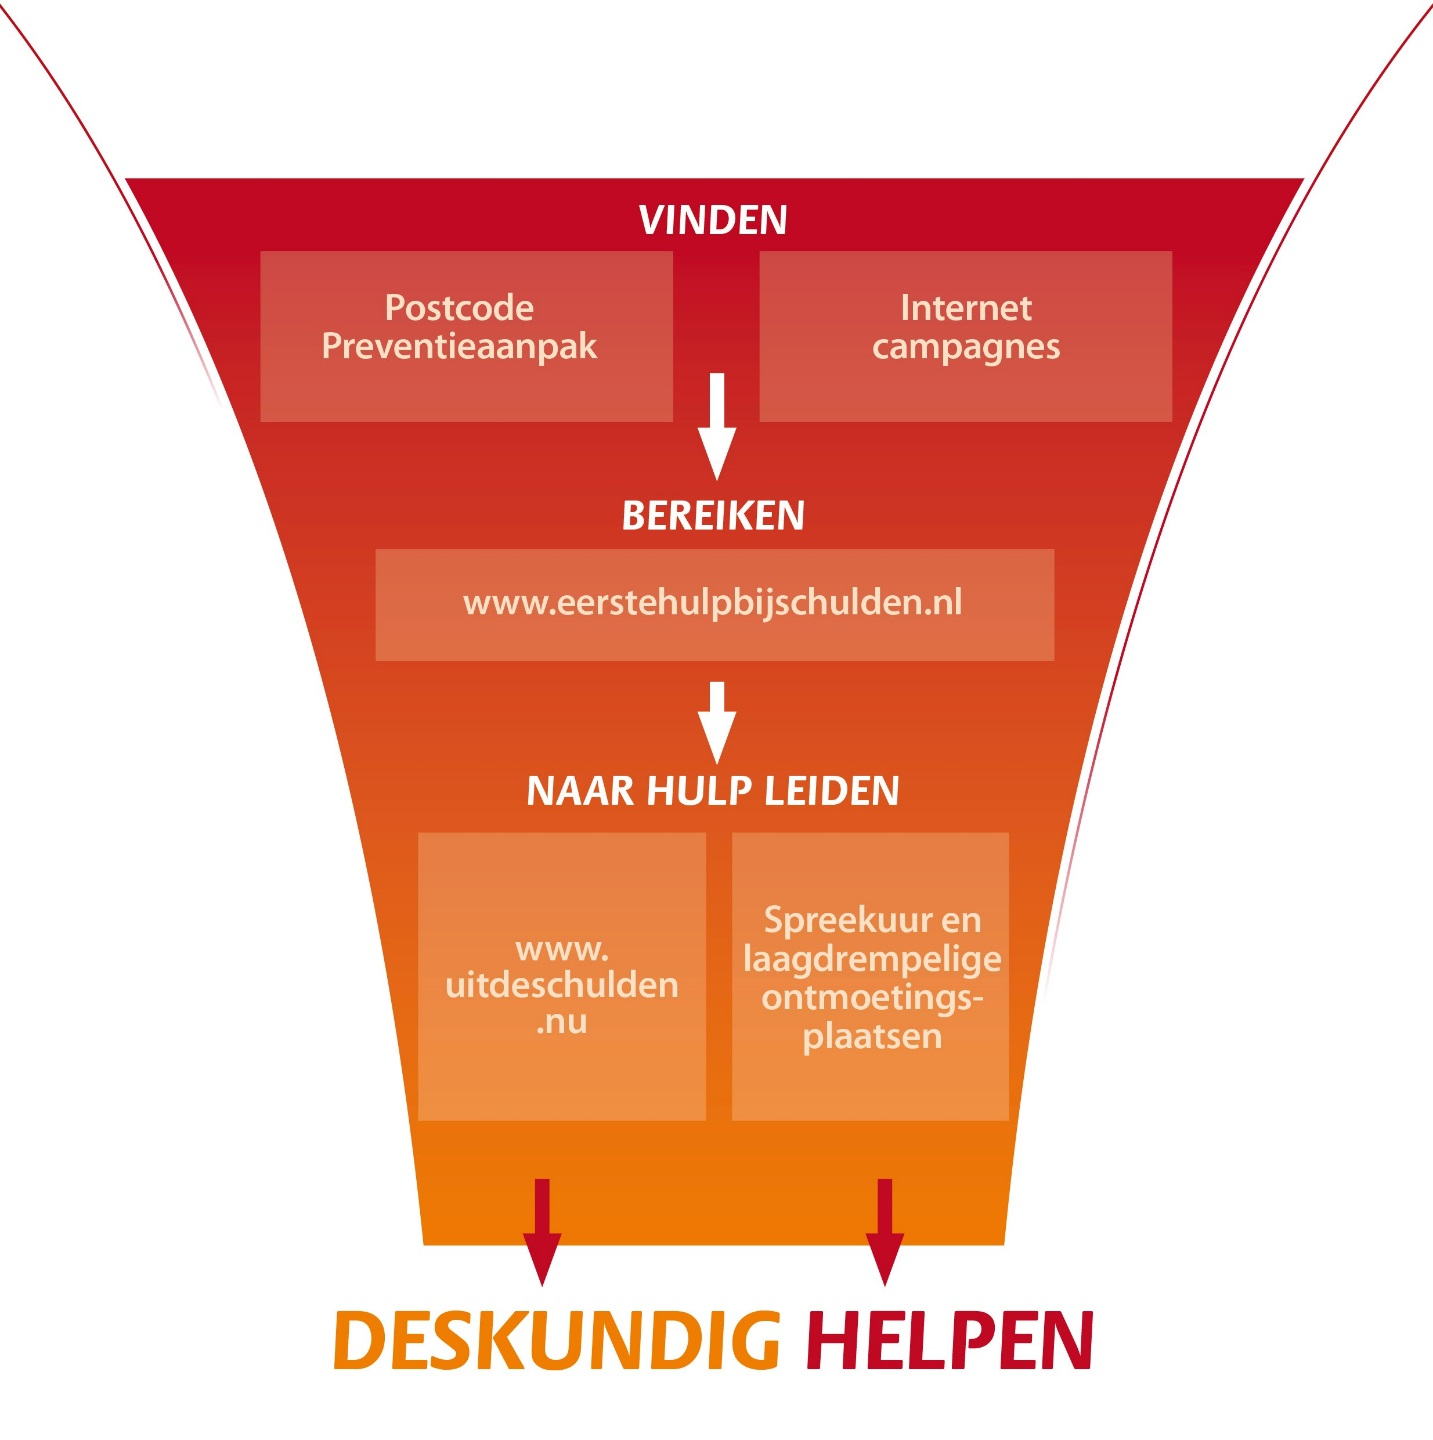 VINDEN
Postcode
Preventieaanpak
Internet
campagnes
BEREIKEN
www.eerstehulpbijschulden.nl
NAAR HULP LEIDEN
www.
uitdeschulden
.nu
Spreekuur en
laagdrempelige
ontmoetings-
plaatsen
DESKUNDIG HELPEN